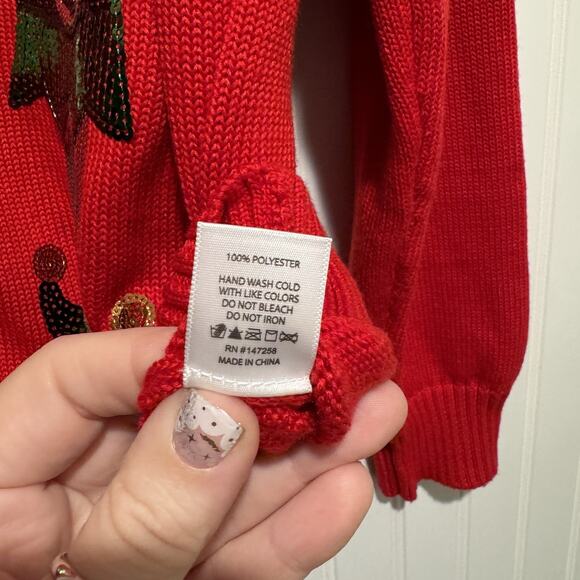 100% POLYESTER
HAND WASH COLD
WITH LIKE COLORS
DO NOT BLEACH
DO NOT IRON
RN #147258
MADE IN CHINA